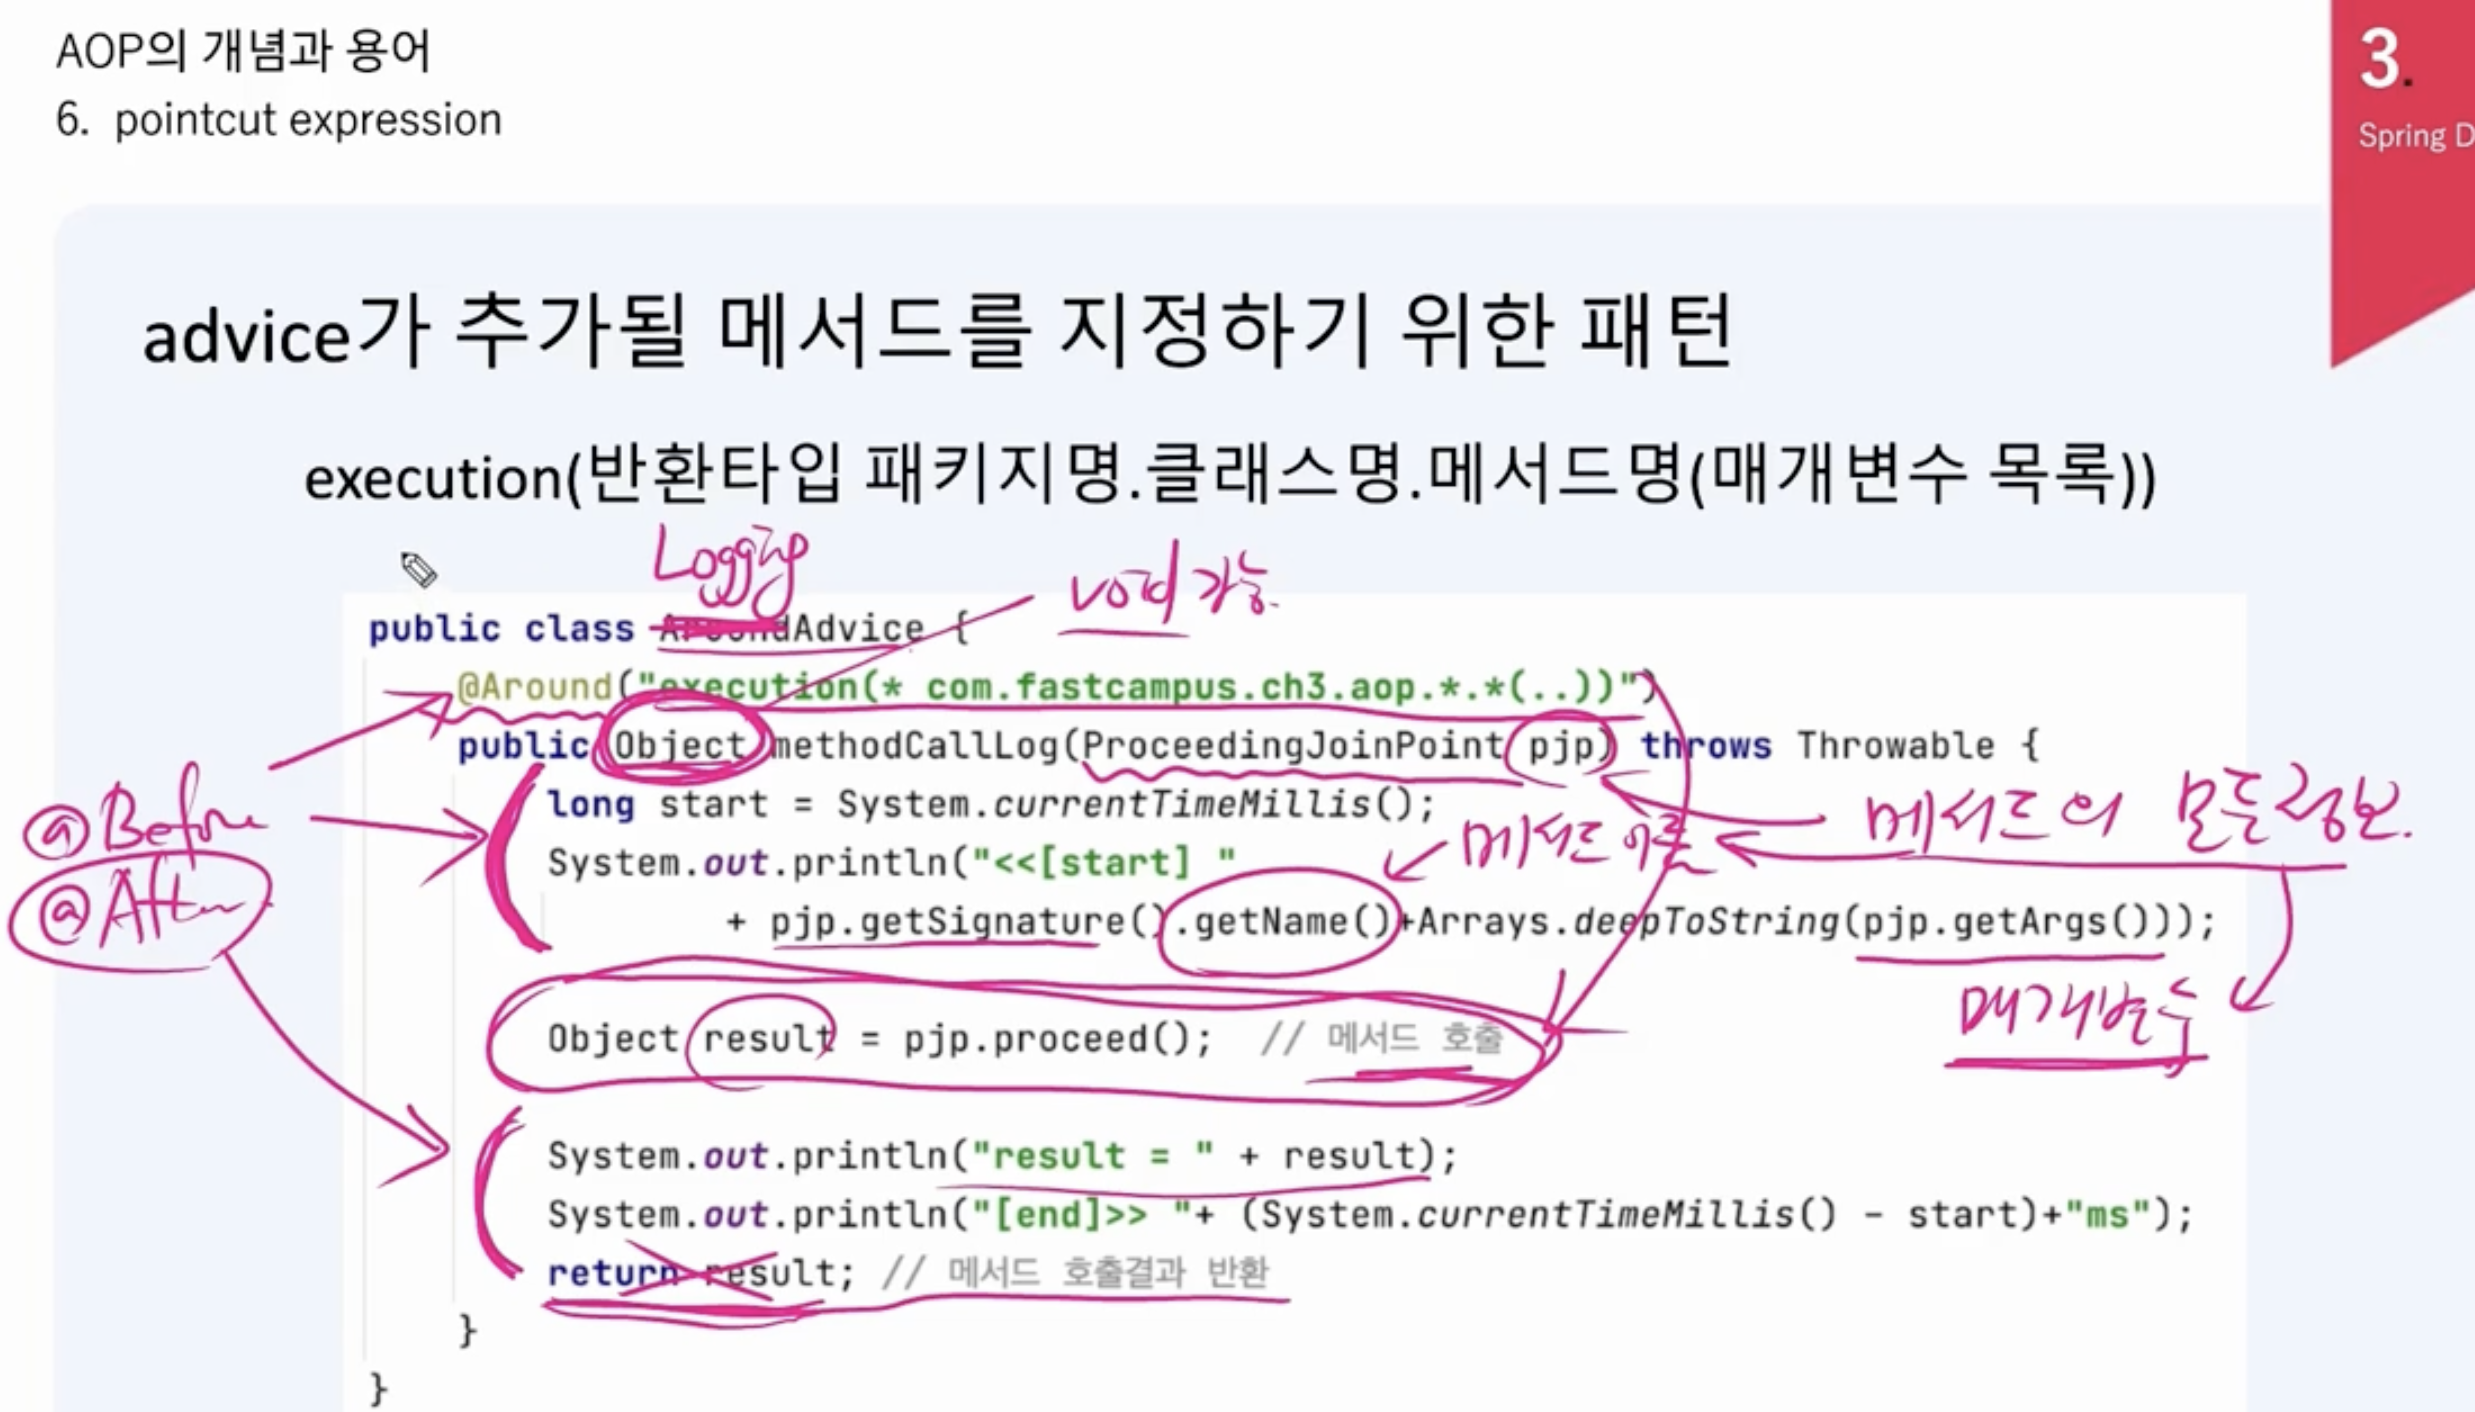 AOP의 개념과 용어
6. pointcut expression
3.
Spring D
advice가 추가될 메서드를 지정하기 위한 패턴
execution(반환타입 패키지명.클래스명.메서드명(매개변수 목록))
Logging
void 가능.
public class AroundAdvice {
@Around("execution(* com.fastcampus.ch3.aop.*.*(..))")
public Object methodCallLog(ProceedingJoinPoint pjp) throws Throwable {
long start = System.currentTimeMillis();
@Before
메서드 이름
메서드의 모든 정보.
System.out.println("<<[start] "
@After
+ pjp.getSignature().getName()+Arrays.deepToString(pjp.getArgs()));
매개변수
Object result = pjp.proceed(); // 메서드 호출
System.out.println("result = " + result);
System.out.println("[end]>> "+ (System.currentTimeMillis() - start)+"ms");
return result; // 메서드 호출결과 반환
}
}